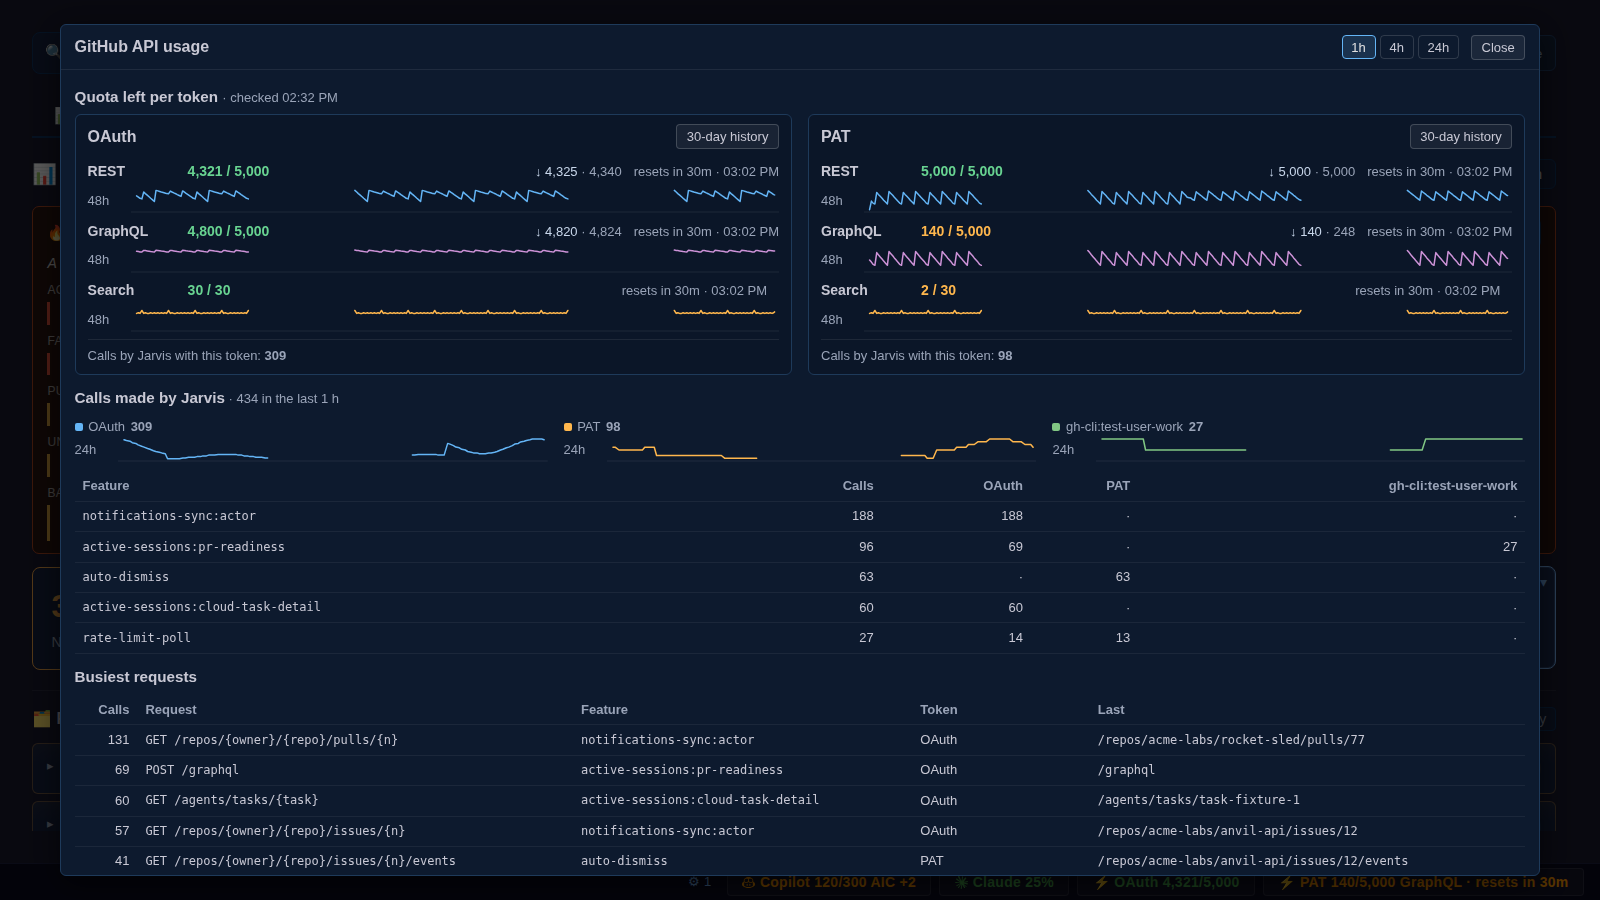 GitHub API usage
1h 4h 24h Close
Quota left per token · checked 02:32 PM
OAuth 30-day history
REST 4,321 / 5,000 ↓ 4,325 · 4,340 resets in 30m · 03:02 PM
48h
GraphQL 4,800 / 5,000 ↓ 4,820 · 4,824 resets in 30m · 03:02 PM
48h
Search 30 / 30 resets in 30m · 03:02 PM
48h
Calls by Jarvis with this token: 309
PAT 30-day history
REST 5,000 / 5,000 ↓ 5,000 · 5,000 resets in 30m · 03:02 PM
48h
GraphQL 140 / 5,000 ↓ 140 · 248 resets in 30m · 03:02 PM
48h
Search 2 / 30 resets in 30m · 03:02 PM
48h
Calls by Jarvis with this token: 98
Calls made by Jarvis · 434 in the last 1 h
OAuth 309
24h
PAT 98
24h
gh-cli:test-user-work 27
24h
Feature Calls OAuth PAT gh-cli:test-user-work
notifications-sync:actor 188 188 · ·
active-sessions:pr-readiness 96 69 · 27
auto-dismiss 63 · 63 ·
active-sessions:cloud-task-detail 60 60 · ·
rate-limit-poll 27 14 13 ·
Busiest requests
Calls Request Feature Token Last
131 GET /repos/{owner}/{repo}/pulls/{n} notifications-sync:actor OAuth /repos/acme-labs/rocket-sled/pulls/77
69 POST /graphql active-sessions:pr-readiness OAuth /graphql
60 GET /agents/tasks/{task} active-sessions:cloud-task-detail OAuth /agents/tasks/task-fixture-1
57 GET /repos/{owner}/{repo}/issues/{n} notifications-sync:actor OAuth /repos/acme-labs/anvil-api/issues/12
41 GET /repos/{owner}/{repo}/issues/{n}/events auto-dismiss PAT /repos/acme-labs/anvil-api/issues/12/events
1 Copilot 120/300 AIC +2 Claude 25% OAuth 4,321/5,000 PAT 140/5,000 GraphQL · resets in 30m